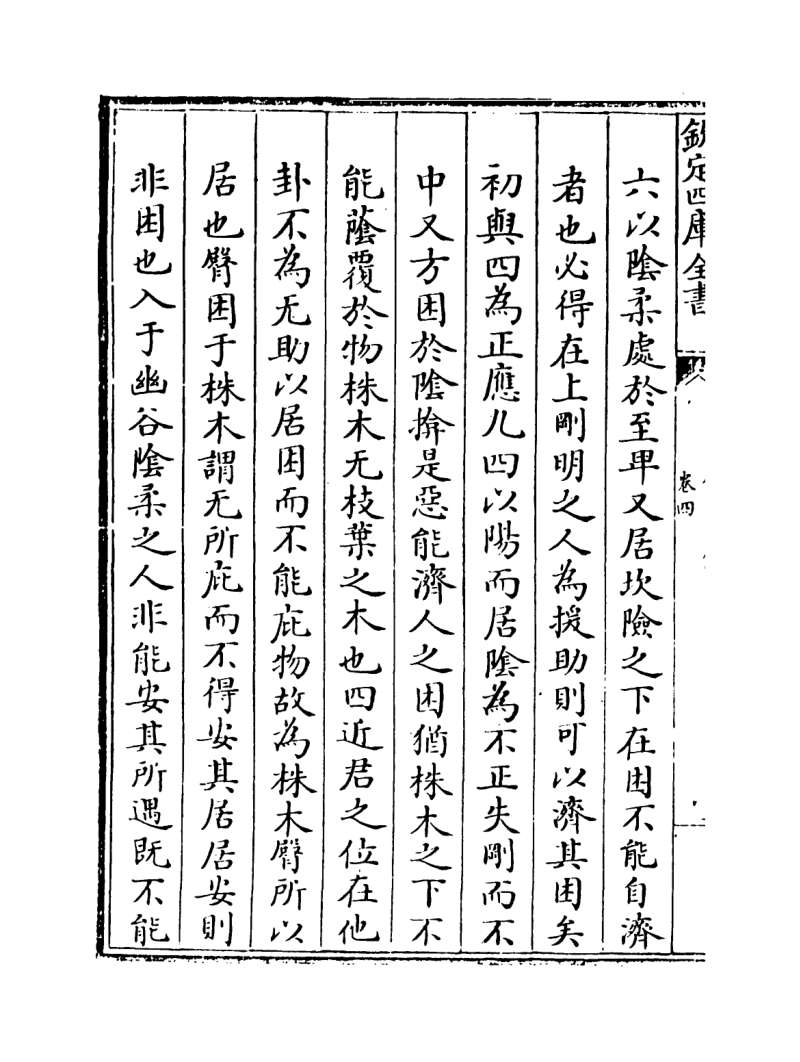 欽定四庫全書
卷四
六以陰柔處於至卑又居坎險之下在困不能自濟
者也必得在上剛明之人為援助則可以濟其困矣
初與四為正應九四以陽而居陰為不正失剛而不
中又方困於陰揜是惡能濟人之困猶株木之下不
能蔭覆於物株木无枝葉之木也四近君之位在他
卦不為无助以居困而不能庇物故為株木臀所以
居也臀困于株木謂无所庇而不得安其居居安則
非困也入于幽谷陰柔之人非能安其所遇既不能